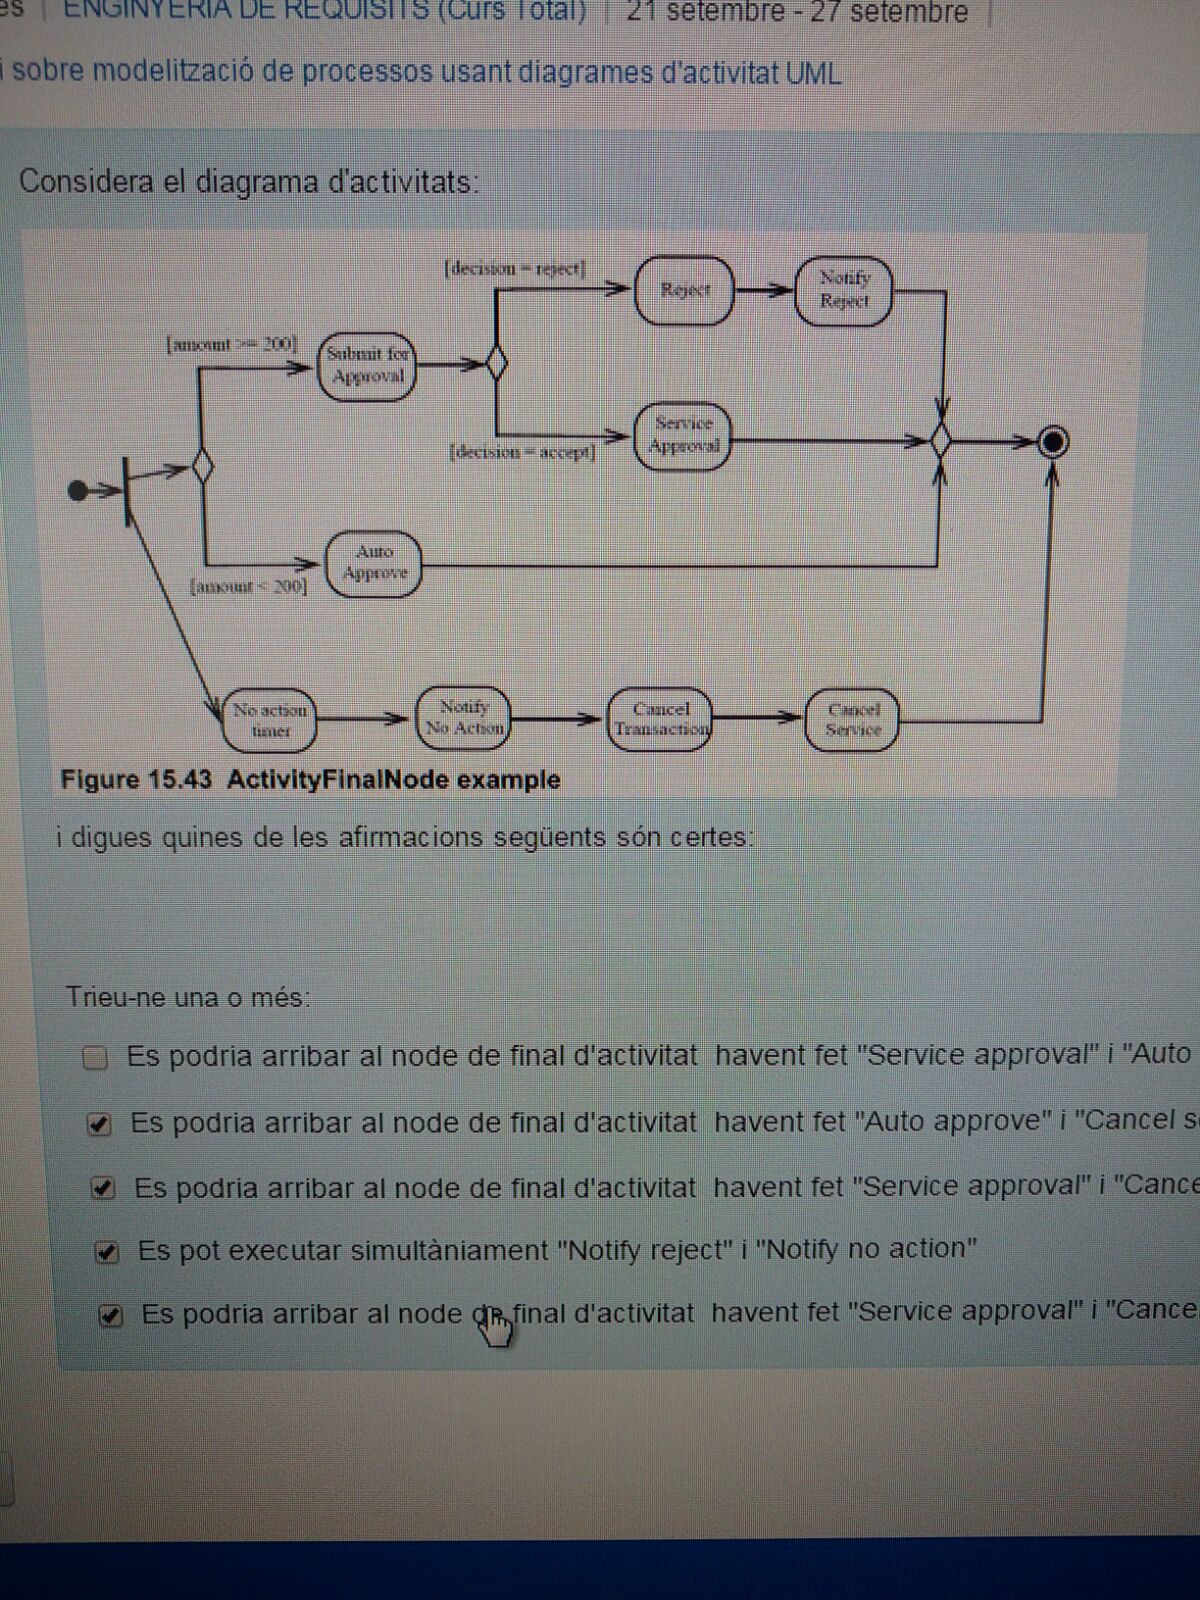 es | ENGINYERIA DE REQUISITS (Curs Total) | 21 setembre - 27 setembre
i sobre modelització de processos usant diagrames d'activitat UML
Considera el diagrama d'activitats:
[decision = reject]
Reject
Notify
Reject
[amount >= 200]
Submit for
Approval
Service
Approval
[decision = accept]
Auto
Approve
[amount < 200]
No action
timer
Notify
No Action
Cancel
Transaction
Cancel
Service
Figure 15.43 ActivityFinalNode example
i digues quines de les afirmacions següents són certes:
Trieu-ne una o més:
Es podria arribar al node de final d'activitat havent fet "Service approval" i "Auto
Es podria arribar al node de final d'activitat havent fet "Auto approve" i "Cancel s
Es podria arribar al node de final d'activitat havent fet "Service approval" i "Cance
Es pot executar simultàniament "Notify reject" i "Notify no action"
Es podria arribar al node de final d'activitat havent fet "Service approval" i "Cance